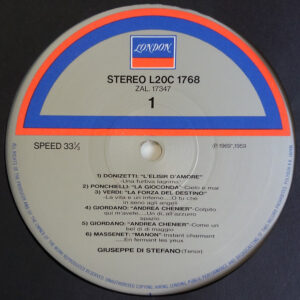 LONDON
STEREO L20C 1768
ZAL. 17347
1
SPEED 33⅓
1) DONIZETTI: "L'ELISIR D'AMORE"
-Una furtiva lagrima
2) PONCHIELLI: "LA GIOCONDA"-Cielo e mar
3) VERDI: "LA FORZA DEL DESTINO"
-La vita è un inferno....O tu che
in seno agli angeli
4) GIORDANO: "ANDREA CHENIER"-Colpito
qui m'avete....Un di, all'azzurro
spazio
5) GIORDANO: "ANDREA CHENIER"-Come un
bel dì di maggio
6) MASSENET: "MANON"-Instant charmant
....En fermant les yeux
GIUSEPPE DI STEFANO (Tenor)